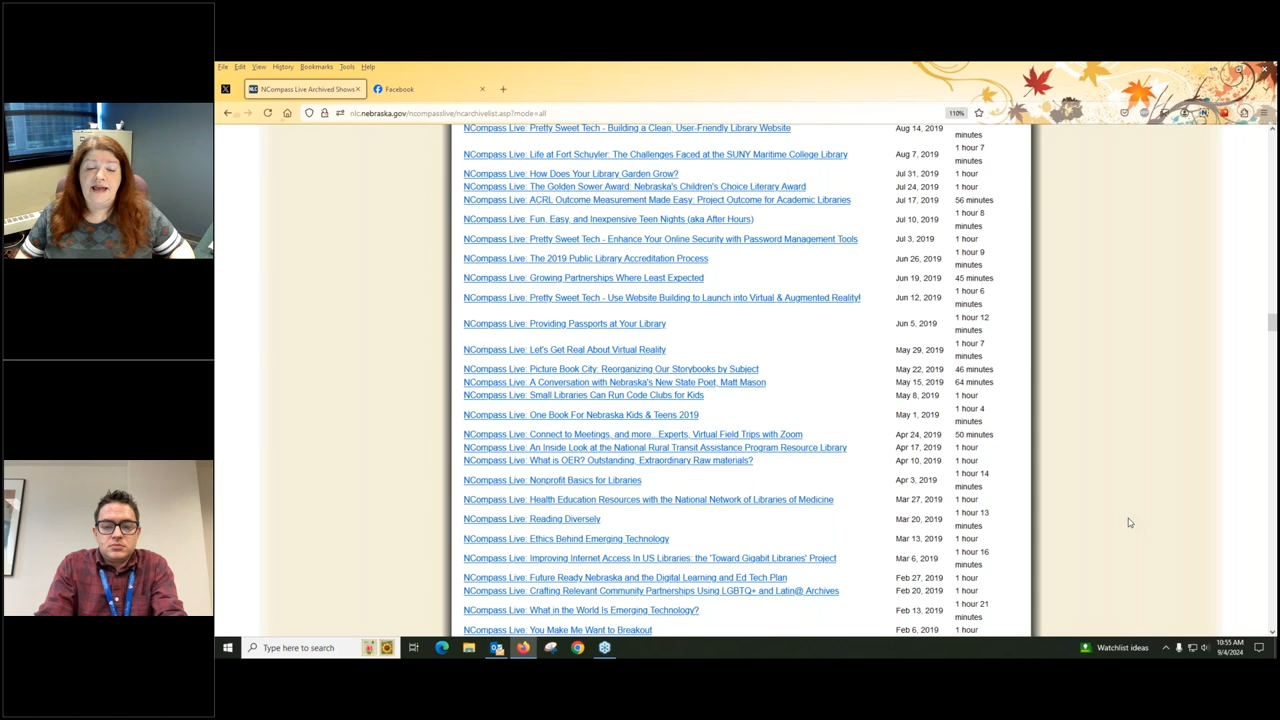 File Edit View History Bookmarks Tools Help
NCompass Live Archived Shows
Facebook
nlc.nebraska.gov/ncompasslive/ncarchivelist.asp?mode=all
110%
NCompass Live: Pretty Sweet Tech - Building a Clean, User-Friendly Library Website Aug 14, 2019 minutes
NCompass Live: Life at Fort Schuyler: The Challenges Faced at the SUNY Maritime College Library Aug 7, 2019 1 hour 7 minutes
NCompass Live: How Does Your Library Garden Grow? Jul 31, 2019 1 hour
NCompass Live: The Golden Sower Award: Nebraska's Children's Choice Literary Award Jul 24, 2019 1 hour
NCompass Live: ACRL Outcome Measurement Made Easy: Project Outcome for Academic Libraries Jul 17, 2019 56 minutes
NCompass Live: Fun, Easy, and Inexpensive Teen Nights (aka After Hours) Jul 10, 2019 1 hour 8 minutes
NCompass Live: Pretty Sweet Tech - Enhance Your Online Security with Password Management Tools Jul 3, 2019 1 hour
NCompass Live: The 2019 Public Library Accreditation Process Jun 26, 2019 1 hour 9 minutes
NCompass Live: Growing Partnerships Where Least Expected Jun 19, 2019 45 minutes
NCompass Live: Pretty Sweet Tech - Use Website Building to Launch into Virtual & Augmented Reality! Jun 12, 2019 1 hour 6 minutes
NCompass Live: Providing Passports at Your Library Jun 5, 2019 1 hour 12 minutes
NCompass Live: Let's Get Real About Virtual Reality May 29, 2019 1 hour 7 minutes
NCompass Live: Picture Book City: Reorganizing Our Storybooks by Subject May 22, 2019 46 minutes
NCompass Live: A Conversation with Nebraska's New State Poet, Matt Mason May 15, 2019 64 minutes
NCompass Live: Small Libraries Can Run Code Clubs for Kids May 8, 2019 1 hour
NCompass Live: One Book For Nebraska Kids & Teens 2019 May 1, 2019 1 hour 4 minutes
NCompass Live: Connect to Meetings, and more...Experts, Virtual Field Trips with Zoom Apr 24, 2019 50 minutes
NCompass Live: An Inside Look at the National Rural Transit Assistance Program Resource Library Apr 17, 2019 1 hour
NCompass Live: What is OER? Outstanding, Extraordinary Raw materials? Apr 10, 2019 1 hour
NCompass Live: Nonprofit Basics for Libraries Apr 3, 2019 1 hour 14 minutes
NCompass Live: Health Education Resources with the National Network of Libraries of Medicine Mar 27, 2019 1 hour
NCompass Live: Reading Diversely Mar 20, 2019 1 hour 13 minutes
NCompass Live: Ethics Behind Emerging Technology Mar 13, 2019 1 hour
NCompass Live: Improving Internet Access In US Libraries: the 'Toward Gigabit Libraries' Project Mar 6, 2019 1 hour 16 minutes
NCompass Live: Future Ready Nebraska and the Digital Learning and Ed Tech Plan Feb 27, 2019 1 hour
NCompass Live: Crafting Relevant Community Partnerships Using LGBTQ+ and Latin@ Archives Feb 20, 2019 1 hour
NCompass Live: What in the World Is Emerging Technology? Feb 13, 2019 1 hour 21 minutes
NCompass Live: You Make Me Want to Breakout Feb 6, 2019 1 hour
Type here to search
Watchlist ideas
10:55 AM
9/4/2024